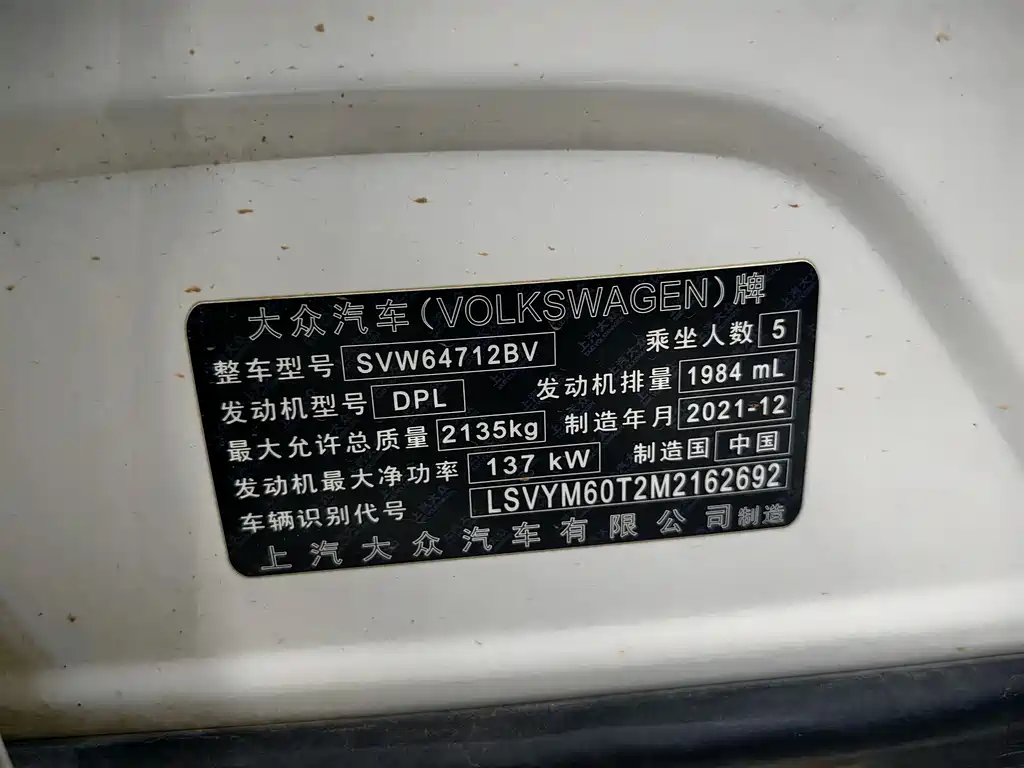 大众汽车(VOLKSWAGEN)牌
整车型号 SVW64712BV 乘坐人数 5
发动机型号 DPL 发动机排量 1984 mL
最大允许总质量 2135kg 制造年月 2021-12
发动机最大净功率 137 kW 制造国 中国
车辆识别代号 LSVYM60T2M2162692
上汽大众汽车有限公司制造